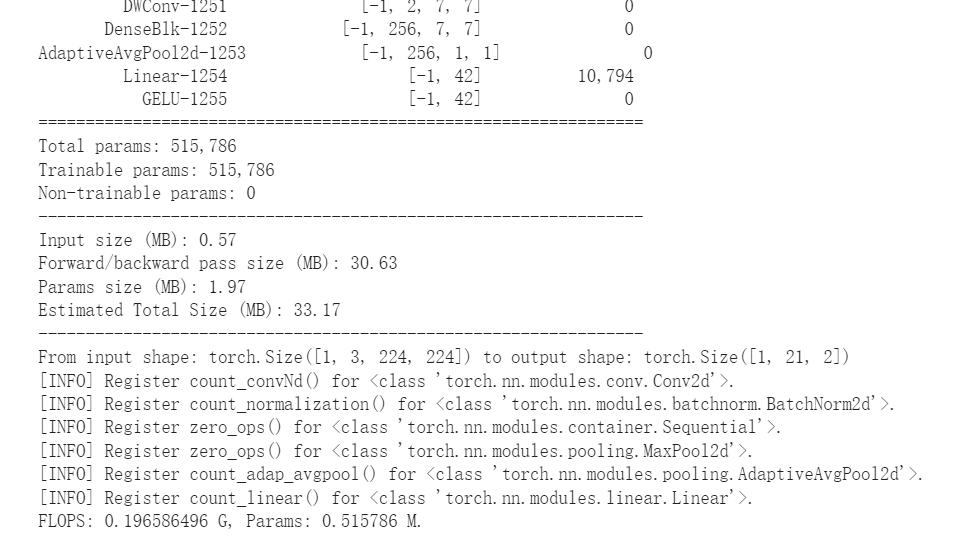 DWConv-1251 [-1, 2, 7, 7] 0
DenseBlk-1252 [-1, 256, 7, 7] 0
AdaptiveAvgPool2d-1253 [-1, 256, 1, 1] 0
Linear-1254 [-1, 42] 10,794
GELU-1255 [-1, 42] 0
================================================================
Total params: 515,786
Trainable params: 515,786
Non-trainable params: 0
----------------------------------------------------------------
Input size (MB): 0.57
Forward/backward pass size (MB): 30.63
Params size (MB): 1.97
Estimated Total Size (MB): 33.17
----------------------------------------------------------------
From input shape: torch.Size([1, 3, 224, 224]) to output shape: torch.Size([1, 21, 2])
[INFO] Register count_convNd() for <class 'torch.nn.modules.conv.Conv2d'>.
[INFO] Register count_normalization() for <class 'torch.nn.modules.batchnorm.BatchNorm2d'>.
[INFO] Register zero_ops() for <class 'torch.nn.modules.container.Sequential'>.
[INFO] Register zero_ops() for <class 'torch.nn.modules.pooling.MaxPool2d'>.
[INFO] Register count_adap_avgpool() for <class 'torch.nn.modules.pooling.AdaptiveAvgPool2d'>.
[INFO] Register count_linear() for <class 'torch.nn.modules.linear.Linear'>.
FLOPS: 0.196586496 G, Params: 0.515786 M.